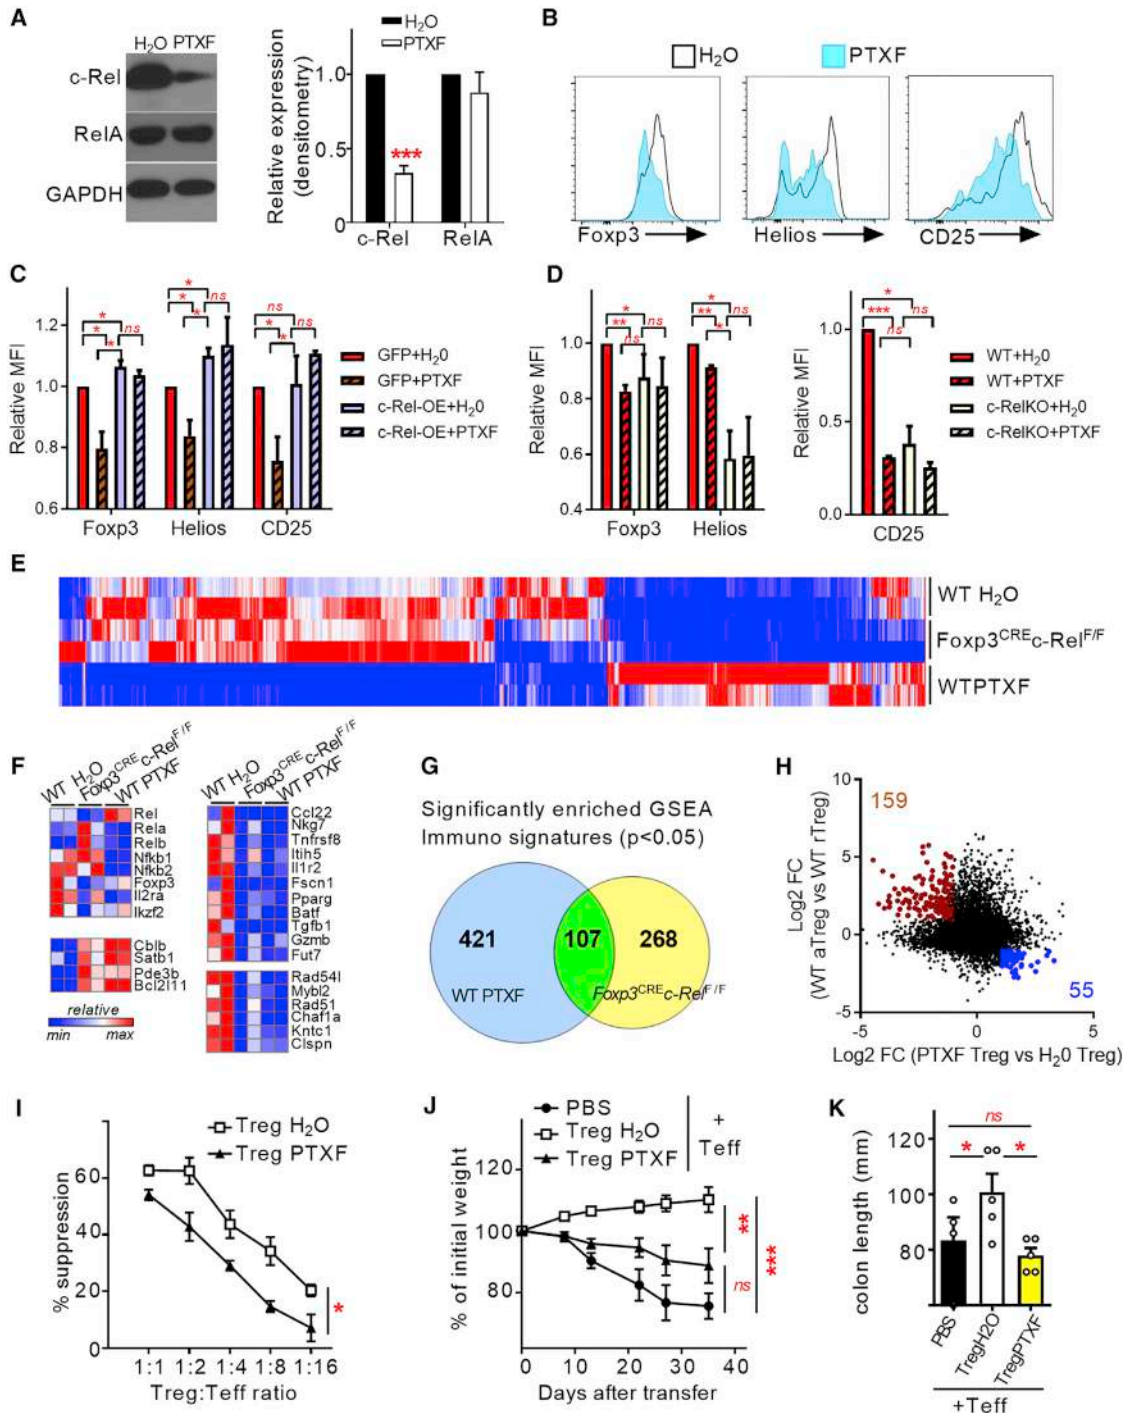 A
H2O PTXF
c-Rel
RelA
GAPDH
H2O
PTXF
Relative expression
(densitometry)
1.0
0.5
0
***
c-Rel RelA
B
H2O PTXF
Foxp3 Helios CD25
C
Relative MFI
1.2
1.0
0.8
0.6
* * * ns
* * * ns
ns * * ns
Foxp3 Helios CD25
GFP+H20
GFP+PTXF
c-Rel-OE+H20
c-Rel-OE+PTXF
D
Relative MFI
1.0
0.8
0.6
0.4
* ** ns ns
* ** * ns
Foxp3 Helios
Relative MFI
1.0
0.5
0.0
* *** ns ns
CD25
WT+H20
WT+PTXF
c-RelKO+H20
c-RelKO+PTXF
E
WT H2O
Foxp3CREc-RelF/F
WTPTXF
F
WT H2O
Foxp3CREc-RelF/F
WT PTXF
Rel
Rela
Relb
Nfkb1
Nfkb2
Foxp3
Il2ra
Ikzf2
Cblb
Satb1
Pde3b
Bcl2l11
relative
min max
WT H2O
Foxp3CREc-RelF/F
WT PTXF
Ccl22
Nkg7
Tnfrsf8
Itih5
Il1r2
Fscn1
Pparg
Batf
Tgfb1
Gzmb
Fut7
Rad54l
Mybl2
Rad51
Chaf1a
Kntc1
Clspn
G
Significantly enriched GSEA
Immuno signatures (p<0.05)
421 107 268
WT PTXF Foxp3CREc-RelF/F
H
Log2 FC
(WT aTreg vs WT rTreg)
10
5
0
-5
159
55
-5 0 5
Log2 FC (PTXF Treg vs H20 Treg)
I
% suppression
60
40
20
0
Treg H2O
Treg PTXF
*
1:1 1:2 1:4 1:8 1:16
Treg:Teff ratio
J
PBS
Treg H2O
Treg PTXF
+
Teff
% of initial weight
120
100
80
**
ns
***
0 10 20 30 40
Days after transfer
K
colon length (mm)
120
100
80
ns
* *
PBS
TregH2O
TregPTXF
+Teff